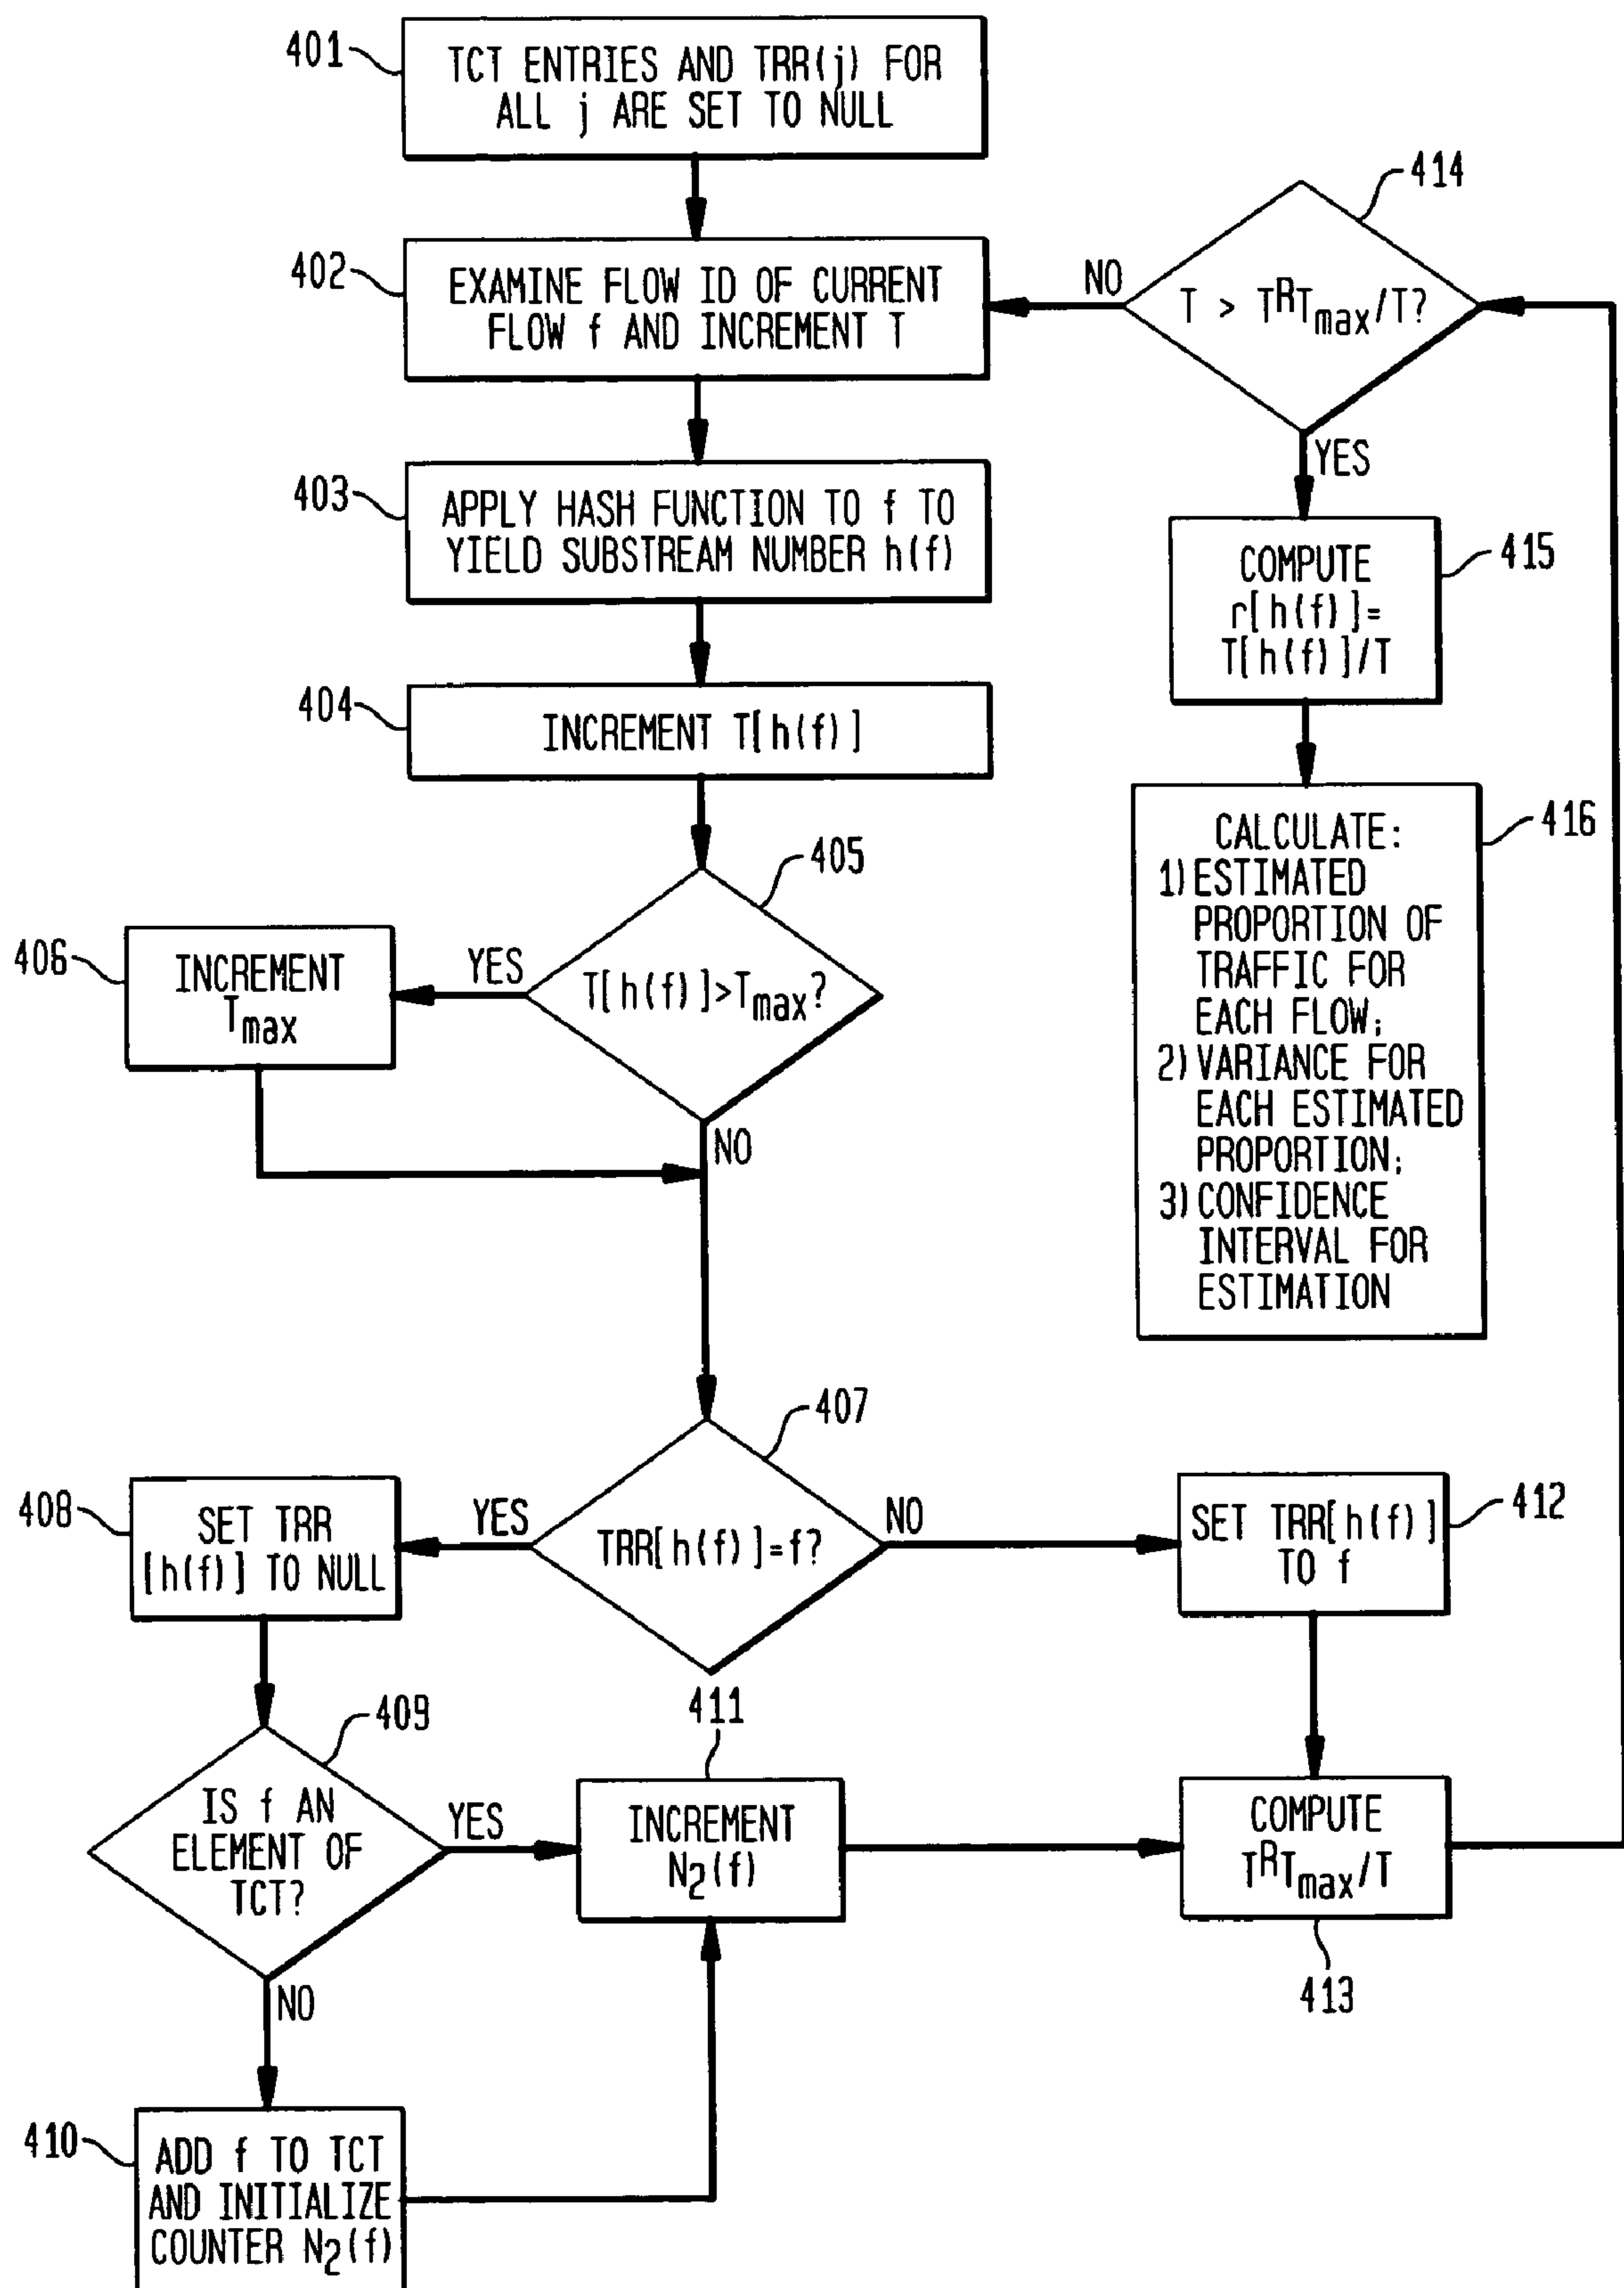 401
TCT ENTRIES AND TRR(j) FOR
ALL j ARE SET TO NULL
402
EXAMINE FLOW ID OF CURRENT
FLOW f AND INCREMENT T
403
APPLY HASH FUNCTION TO f TO
YIELD SUBSTREAM NUMBER h(f)
404
INCREMENT T[h(f)]
405
T[h(f)]>Tmax?
YES
NO
406
INCREMENT
Tmax
407
TRR[h(f)]=f?
YES
NO
408
SET TRR
[h(f)] TO NULL
409
IS f AN
ELEMENT OF
TCT?
YES
NO
410
ADD f TO TCT
AND INITIALIZE
COUNTER N2(f)
411
INCREMENT
N2(f)
412
SET TRR[h(f)]
TO f
COMPUTE
TRTmax/T
413
414
T > TRTmax/T?
NO
YES
415
COMPUTE
r[h(f)]=
T[h(f)]/T
416
CALCULATE:
1) ESTIMATED
PROPORTION OF
TRAFFIC FOR
EACH FLOW;
2) VARIANCE FOR
EACH ESTIMATED
PROPORTION;
3) CONFIDENCE
INTERVAL FOR
ESTIMATION